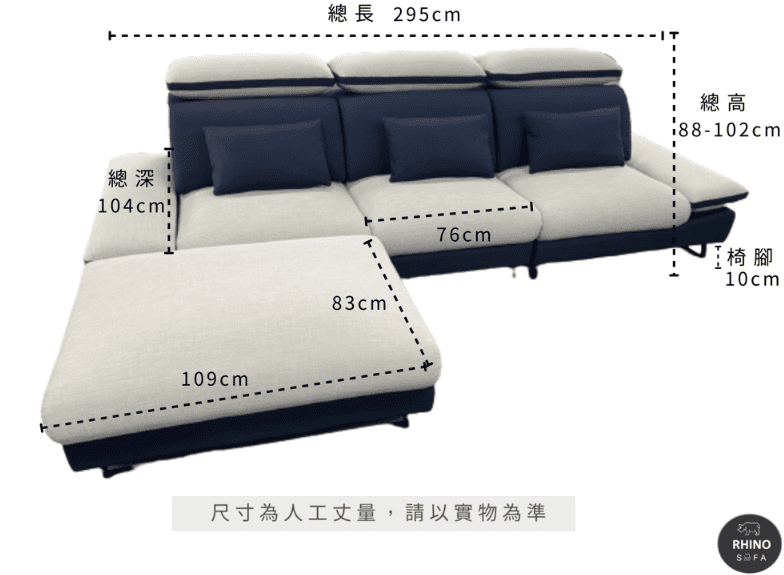 總長 295cm
總高
88-102cm
總深
104cm
76cm
椅腳
10cm
83cm
109cm
尺寸為人工丈量，請以實物為準
RHINO
SOFA